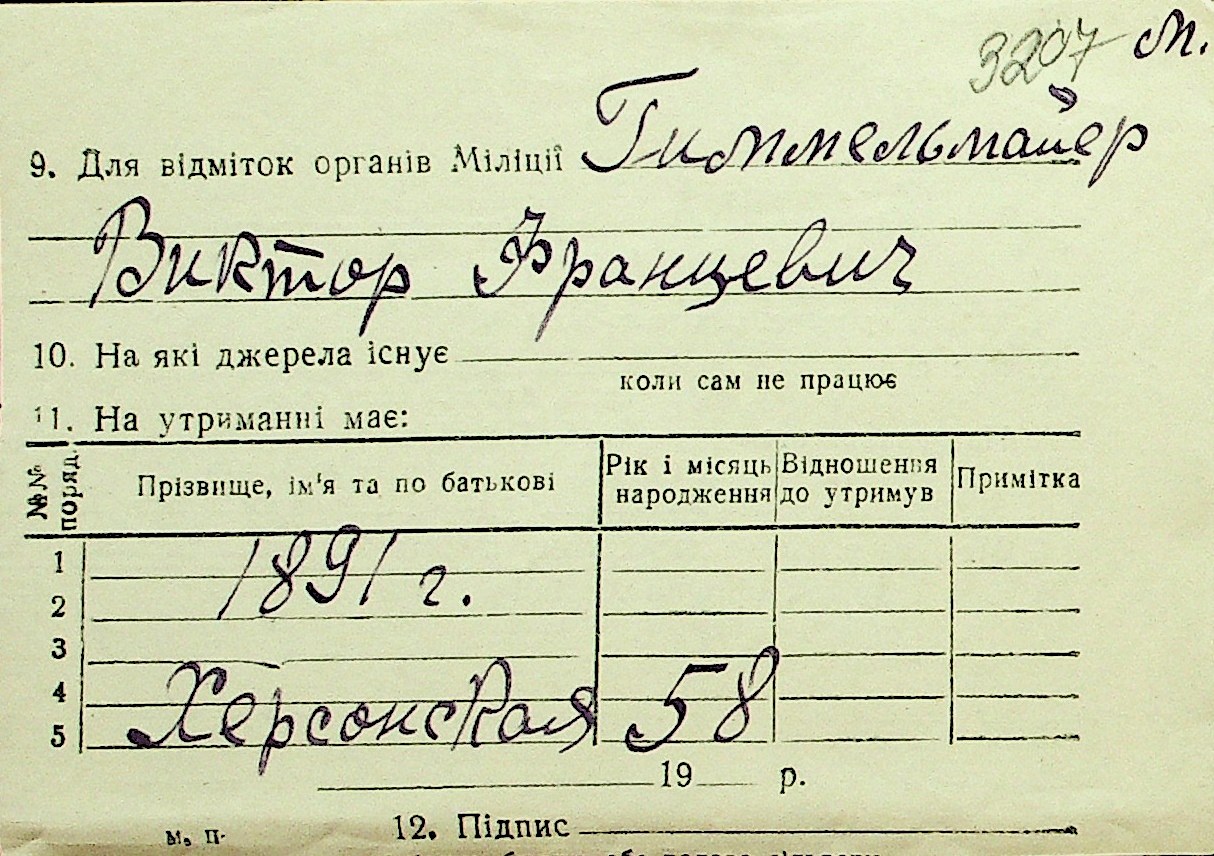 3207 М.
9. Для відміток органів Міліції Гиммельмайер
Виктор Францевич
10. На які джерела існує
коли сам не працює
11. На утриманні має:
№№ поряд. Прізвище, ім'я та по батькові Рік і місяць народження Відношення до утримув Примітка
1 1891 г.
2
3
4 Херсонская 58
5
19 р.
м. п. 12. Підпис